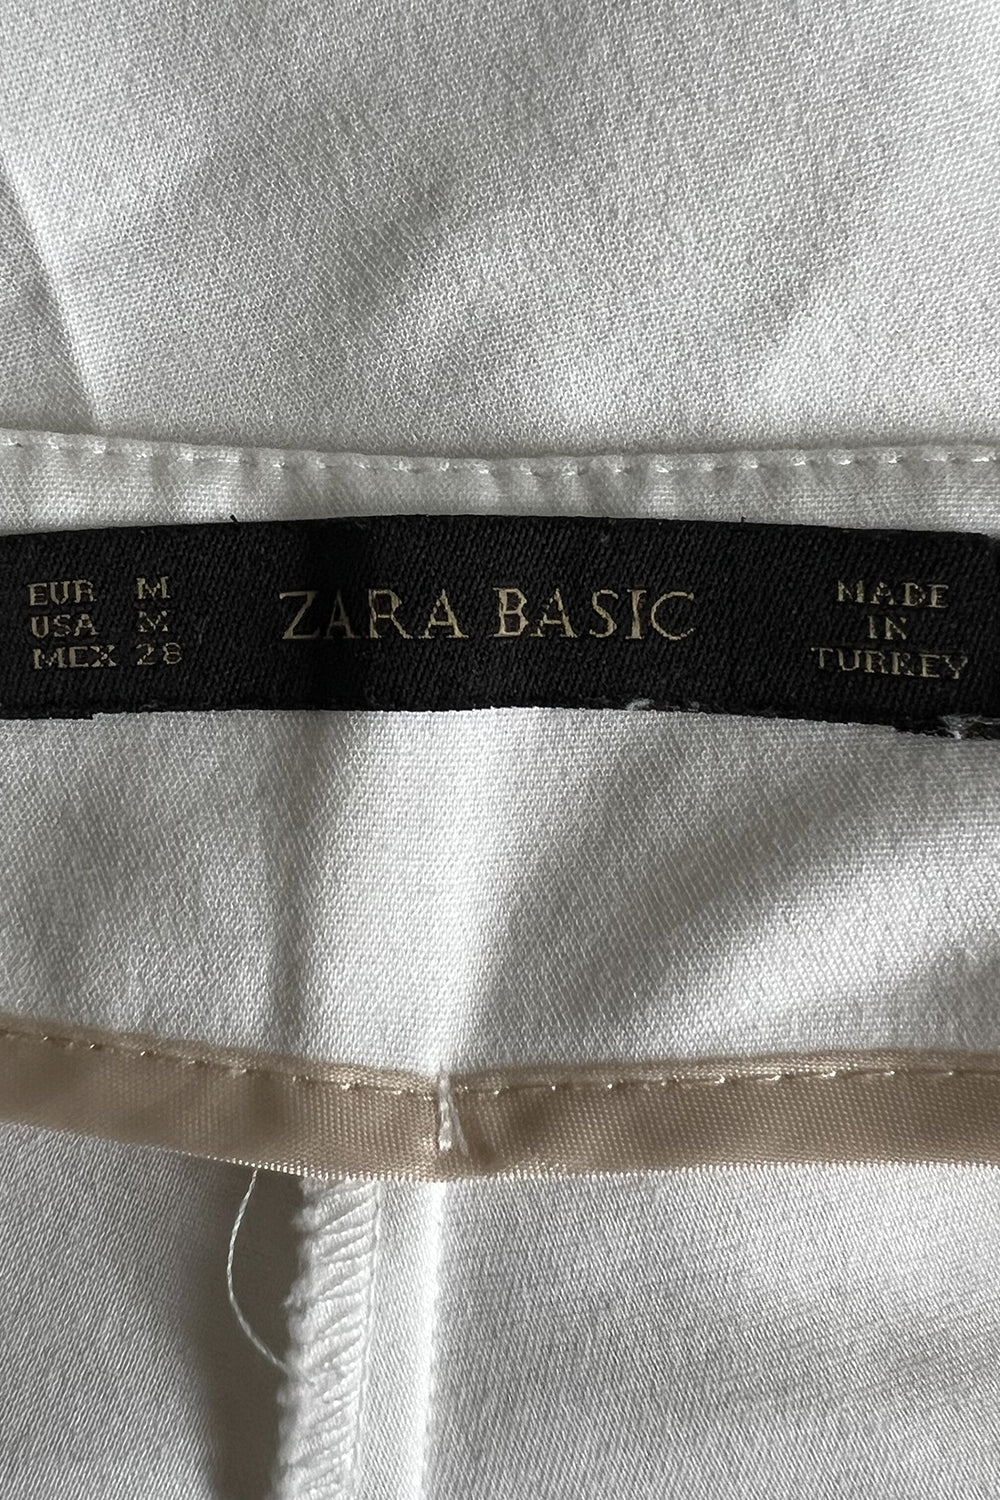 EUR M
USA M
MEX 28
ZARA BASIC
MADE
IN
TURKEY